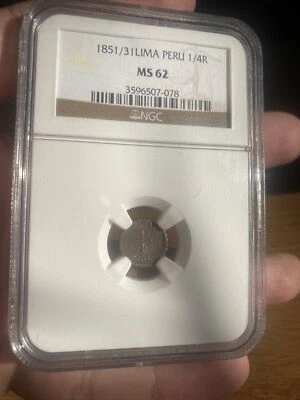 1851/31LIMA PERU 1/4R
MS 62
3596507-078
NGC